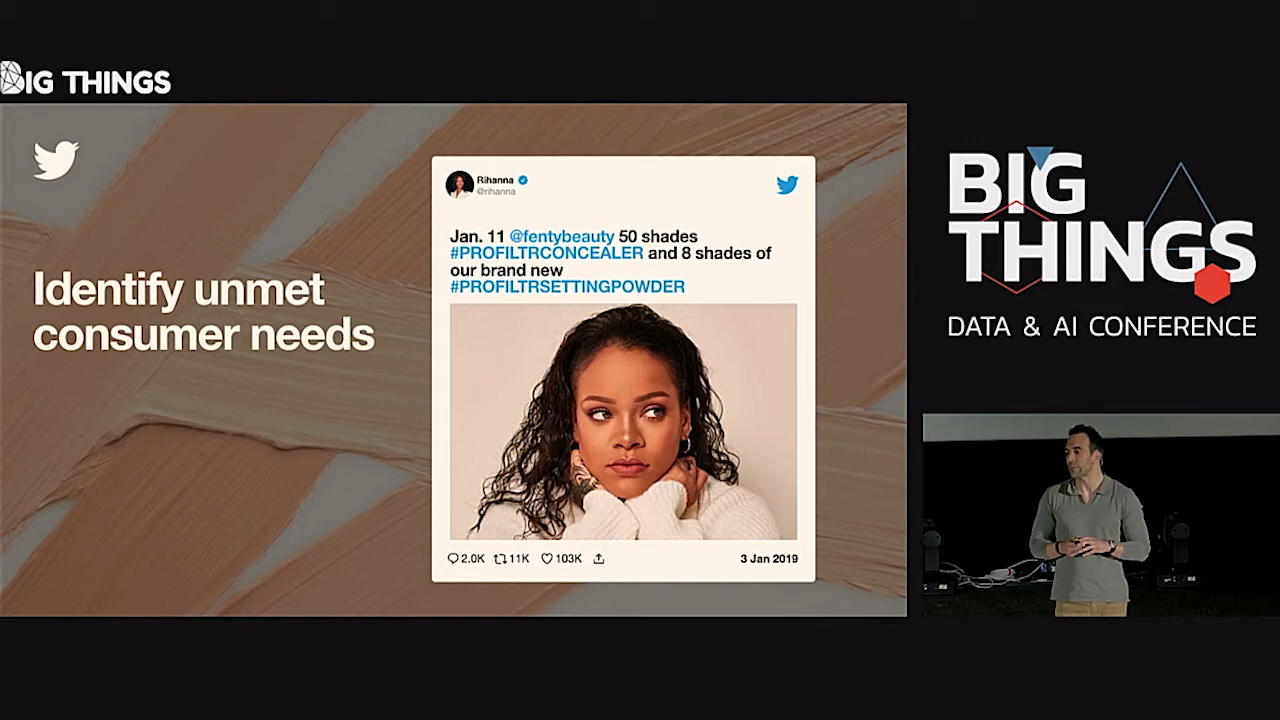 BIG THINGS
Identify unmet
consumer needs
Rihanna
@rihanna
Jan. 11 @fentybeauty 50 shades
#PROFILTRCONCEALER and 8 shades of
our brand new
#PROFILTRSETTINGPOWDER
2.0K 11K 103K 3 Jan 2019
BIG
THINGS
DATA & AI CONFERENCE